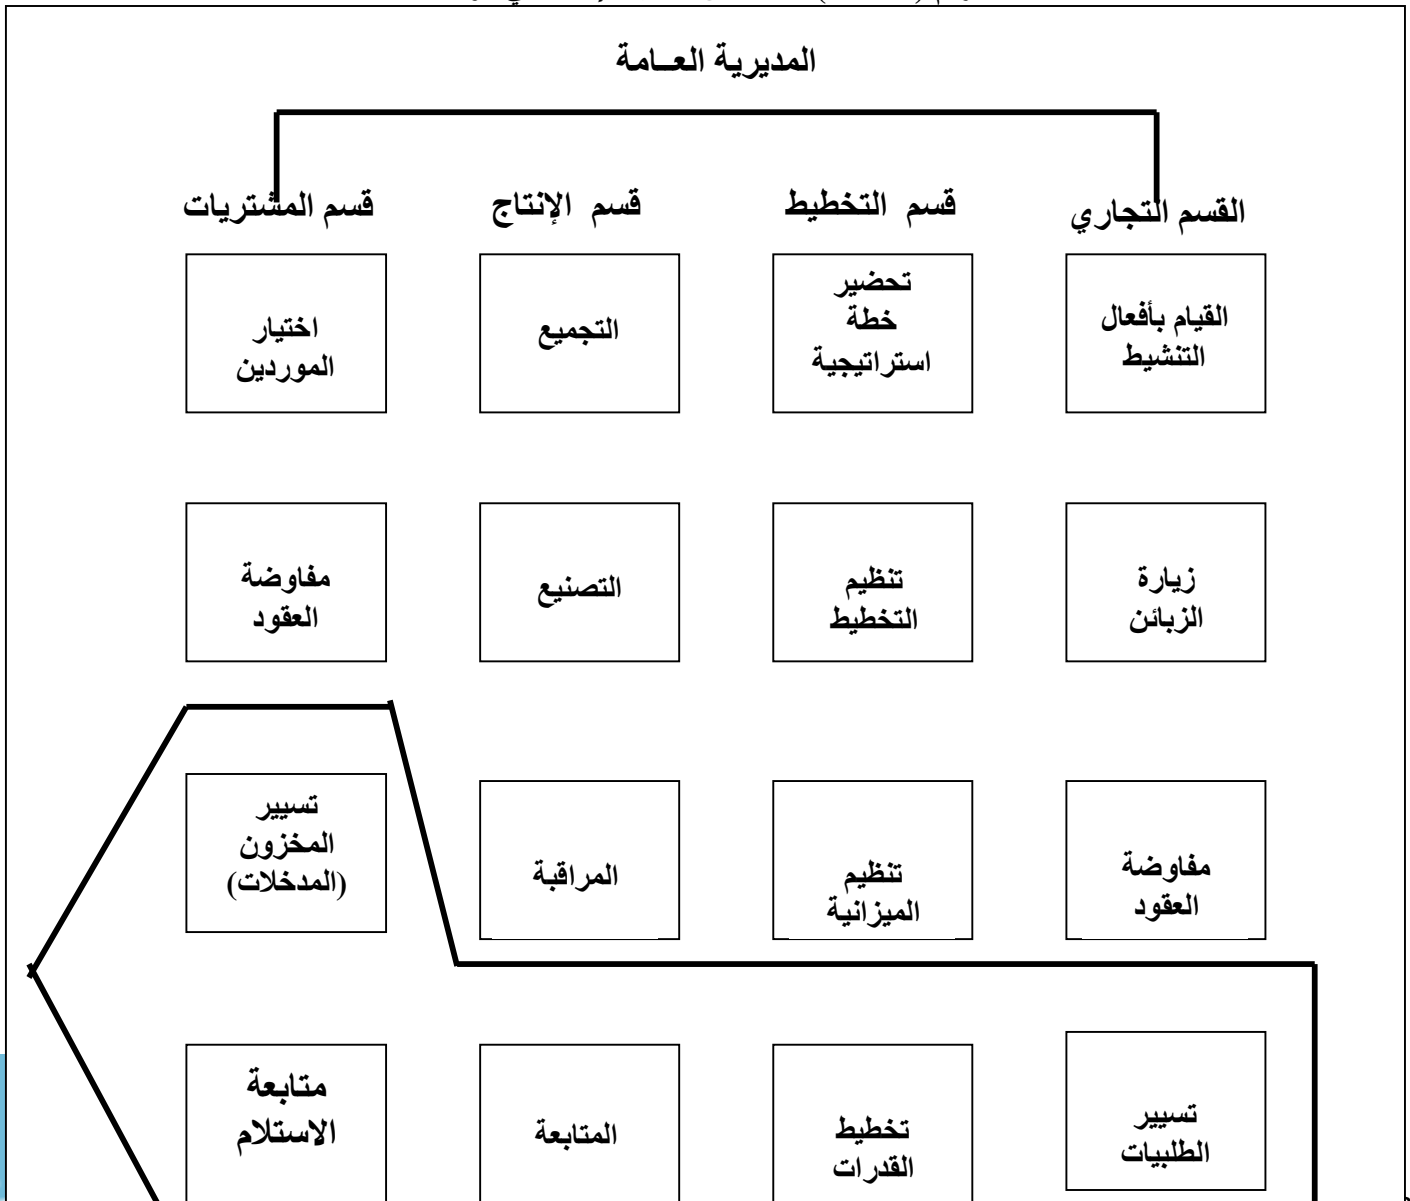 المديرية العــامة
القسم التجاري
قسم التخطيط
قسم الإنتاج
قسم المشتريات
القيام بأفعال
التنشيط
تحضير
خطة
استراتيجية
التجميع
اختيار
الموردين
زيارة
الزبائن
تنظيم
التخطيط
التصنيع
مفاوضة
العقود
مفاوضة
العقود
تنظيم
الميزانية
المراقبة
تسيير
المخزون
(المدخلات)
تسيير
الطلبيات
تخطيط
القدرات
المتابعة
متابعة
الاستلام